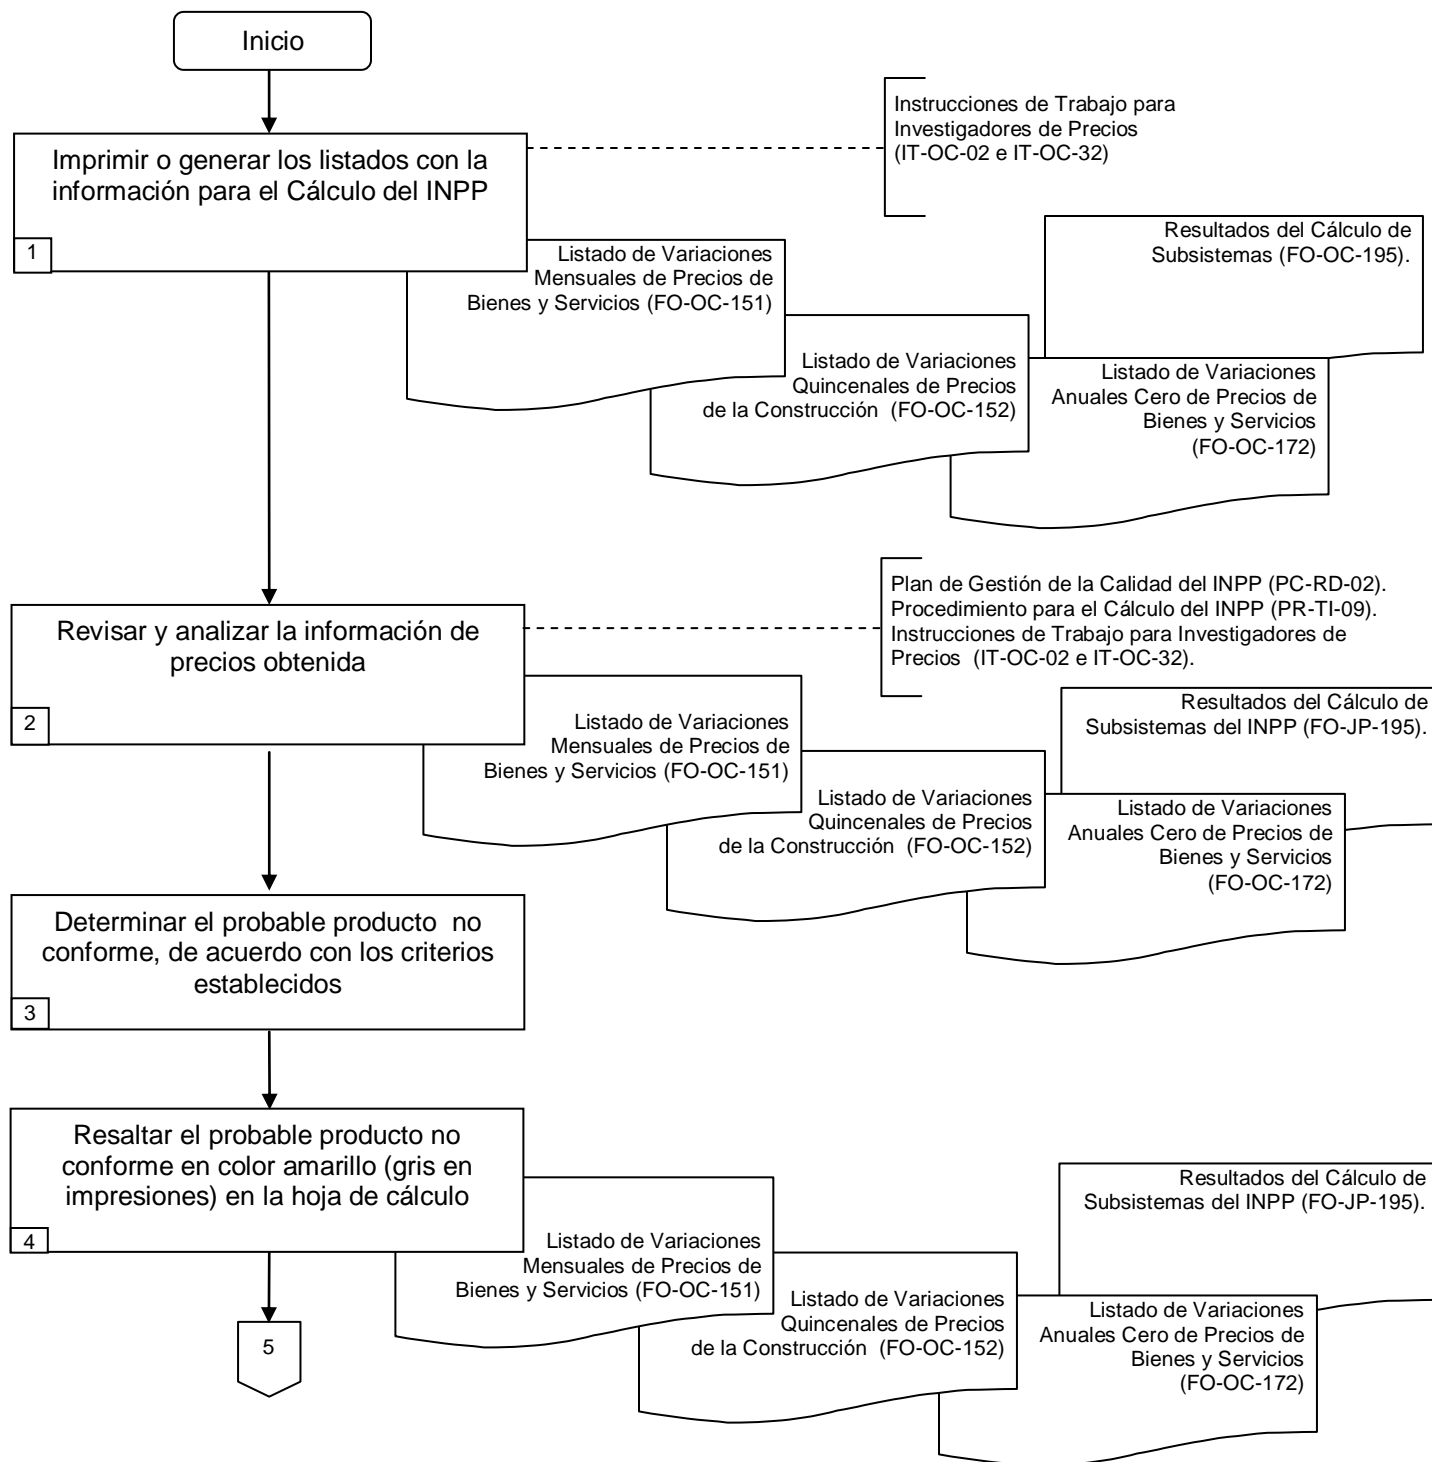 Inicio
Instrucciones de Trabajo para
Investigadores de Precios
(IT-OC-02 e IT-OC-32)
Imprimir o generar los listados con la
información para el Cálculo del INPP
1
Listado de Variaciones
Mensuales de Precios de
Bienes y Servicios (FO-OC-151)
Listado de Variaciones
Quincenales de Precios
de la Construcción (FO-OC-152)
Resultados del Cálculo de
Subsistemas (FO-OC-195).
Listado de Variaciones
Anuales Cero de Precios de
Bienes y Servicios
(FO-OC-172)
Plan de Gestión de la Calidad del INPP (PC-RD-02).
Procedimiento para el Cálculo del INPP (PR-TI-09).
Instrucciones de Trabajo para Investigadores de
Precios (IT-OC-02 e IT-OC-32).
Revisar y analizar la información de
precios obtenida
2
Listado de Variaciones
Mensuales de Precios de
Bienes y Servicios (FO-OC-151)
Listado de Variaciones
Quincenales de Precios
de la Construcción (FO-OC-152)
Resultados del Cálculo de
Subsistemas del INPP (FO-JP-195).
Listado de Variaciones
Anuales Cero de Precios de
Bienes y Servicios
(FO-OC-172)
Determinar el probable producto no
conforme, de acuerdo con los criterios
establecidos
3
Resaltar el probable producto no
conforme en color amarillo (gris en
impresiones) en la hoja de cálculo
4
Listado de Variaciones
Mensuales de Precios de
Bienes y Servicios (FO-OC-151)
Listado de Variaciones
Quincenales de Precios
de la Construcción (FO-OC-152)
Resultados del Cálculo de
Subsistemas del INPP (FO-JP-195).
Listado de Variaciones
Anuales Cero de Precios de
Bienes y Servicios
(FO-OC-172)
5